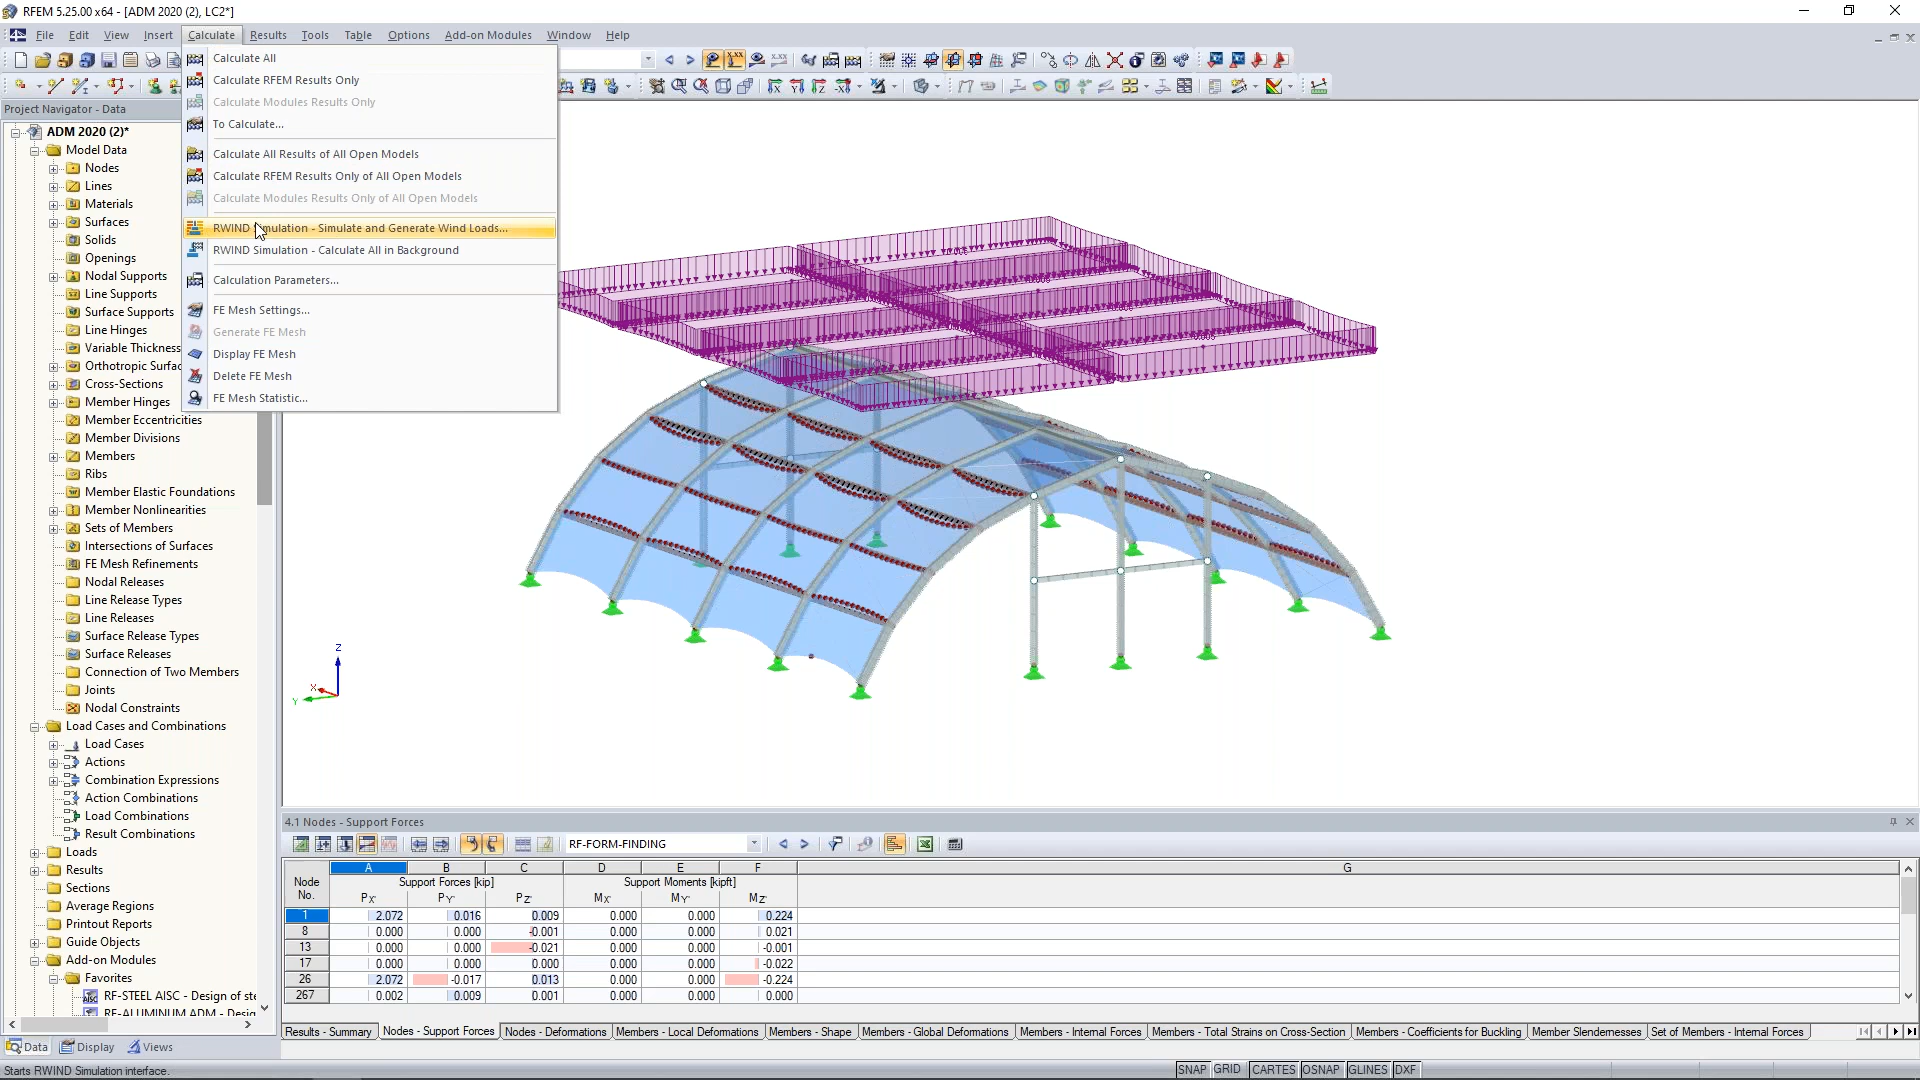 RFEM 5.25.00 x64 - [ADM 2020 (2), LC2*]
File Edit View Insert Calculate Results Tools Table Options Add-on Modules Window Help
Calculate All
Calculate RFEM Results Only
Calculate Modules Results Only
To Calculate...
Calculate All Results of All Open Models
Calculate RFEM Results Only of All Open Models
Calculate Modules Results Only of All Open Models
RWIND Simulation - Simulate and Generate Wind Loads...
RWIND Simulation - Calculate All in Background
Calculation Parameters...
FE Mesh Settings...
Generate FE Mesh
Display FE Mesh
Delete FE Mesh
FE Mesh Statistic...
Project Navigator - Data
ADM 2020 (2)*
Model Data
Nodes
Lines
Materials
Surfaces
Solids
Openings
Nodal Supports
Line Supports
Surface Supports
Line Hinges
Variable Thickness
Orthotropic Surfac
Cross-Sections
Member Hinges
Member Eccentricities
Member Divisions
Members
Ribs
Member Elastic Foundations
Member Nonlinearities
Sets of Members
Intersections of Surfaces
FE Mesh Refinements
Nodal Releases
Line Release Types
Line Releases
Surface Release Types
Surface Releases
Connection of Two Members
Joints
Nodal Constraints
Load Cases and Combinations
Load Cases
Actions
Combination Expressions
Action Combinations
Load Combinations
Result Combinations
Loads
Results
Sections
Average Regions
Printout Reports
Guide Objects
Add-on Modules
Favorites
RF-STEEL AISC - Design of ste
RF-ALUMINUM ADM - Desig
Data Display Views
Z
X
Y
4.1 Nodes - Support Forces
RF-FORM-FINDING
A B C D E F G
Node Support Forces [kip] Support Moments [kipft]
No. PX' PY' PZ' MX' MY' MZ'
1 2.072 0.016 0.009 0.000 0.000 0.224
8 0.000 0.000 -0.001 0.000 0.000 0.021
13 0.000 0.000 -0.021 0.000 0.000 -0.001
17 0.000 0.000 0.000 0.000 0.000 -0.022
26 2.072 -0.017 0.013 0.000 0.000 -0.224
267 0.002 0.009 0.001 0.000 0.000 0.000
Results - Summary Nodes - Support Forces Nodes - Deformations Members - Local Deformations Members - Shape Members - Global Deformations Members - Internal Forces Members - Total Strains on Cross-Section Members - Coefficients for Buckling Member Slendernesses Set of Members - Internal Forces
Starts RWIND Simulation interface.
SNAP GRID CARTES OSNAP GLINES DXF